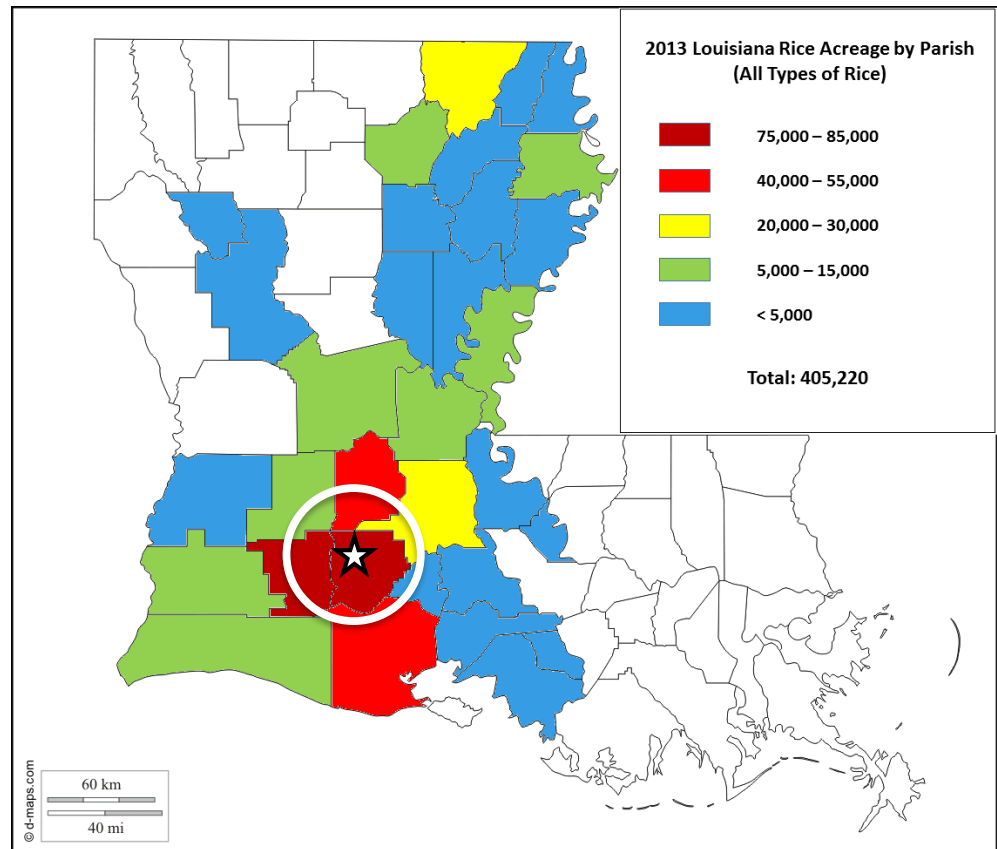 2013 Louisiana Rice Acreage by Parish
(All Types of Rice)
75,000 – 85,000
40,000 – 55,000
20,000 – 30,000
5,000 – 15,000
< 5,000
Total: 405,220
60 km
40 mi
© d-maps.com